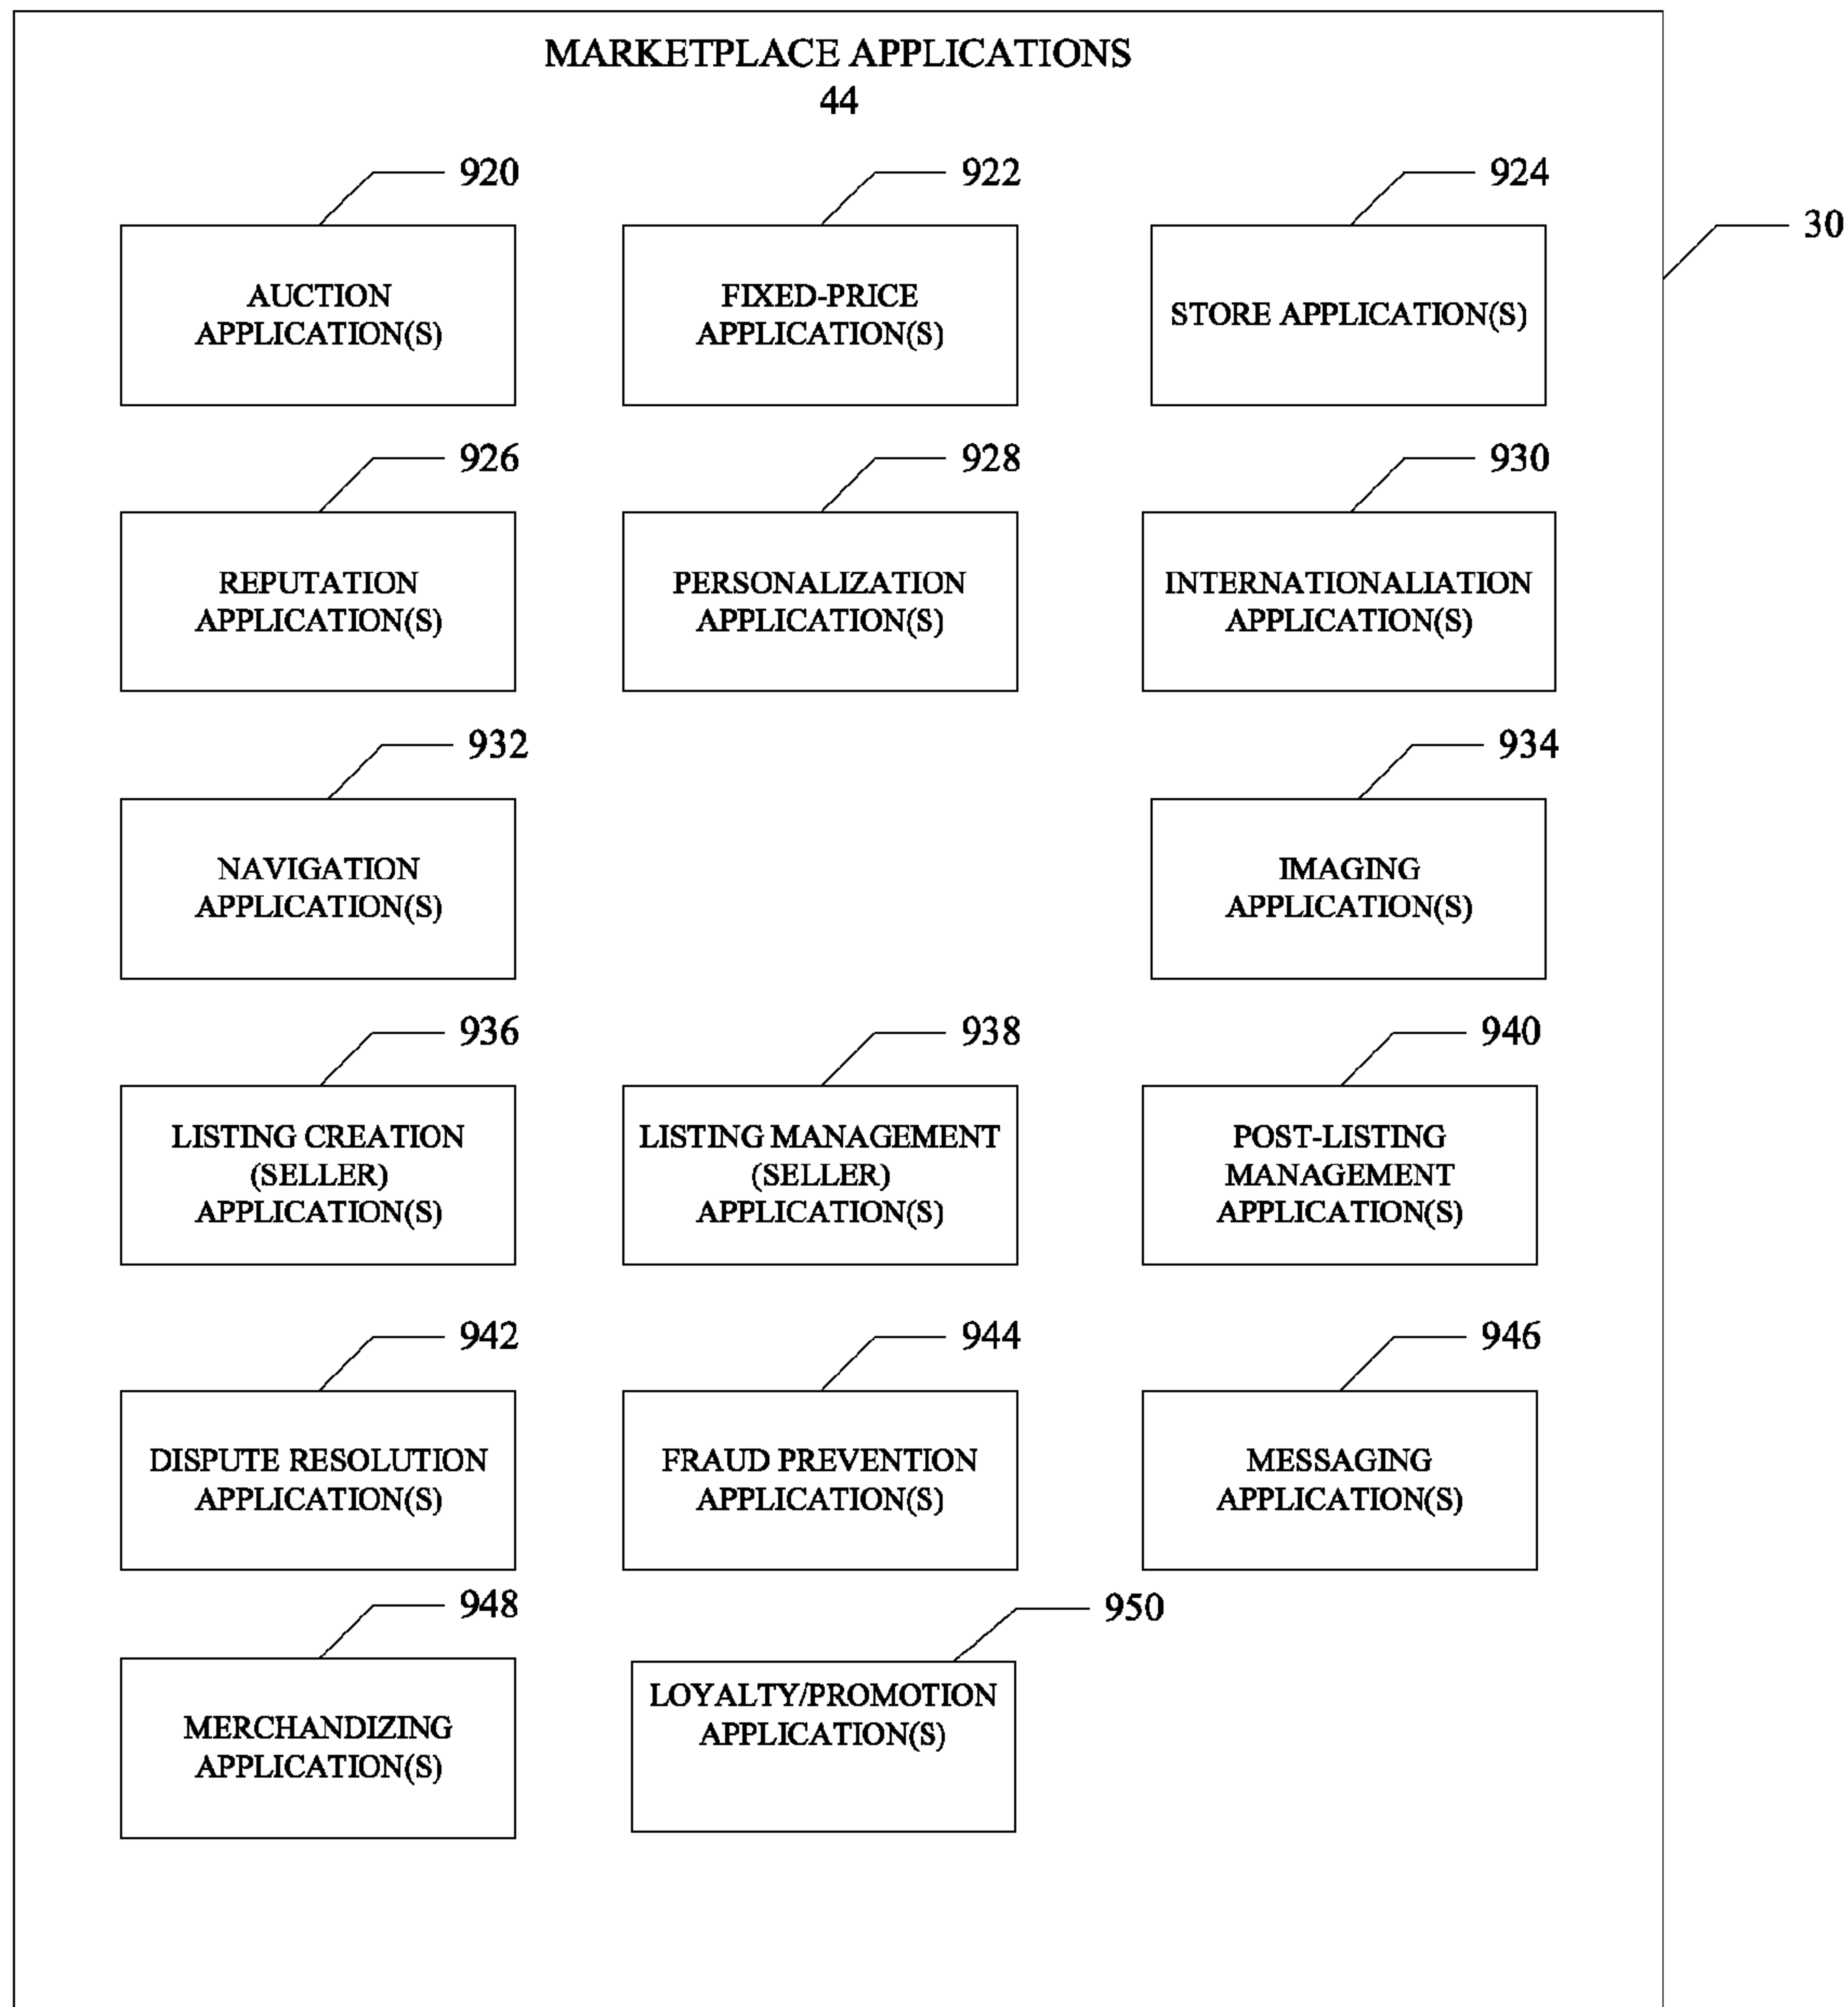 MARKETPLACE APPLICATIONS
44
30
920
AUCTION
APPLICATION(S)
922
FIXED-PRICE
APPLICATION(S)
924
STORE APPLICATION(S)
926
REPUTATION
APPLICATION(S)
928
PERSONALIZATION
APPLICATION(S)
930
INTERNATIONALIATION
APPLICATION(S)
932
NAVIGATION
APPLICATION(S)
934
IMAGING
APPLICATION(S)
936
LISTING CREATION
(SELLER)
APPLICATION(S)
938
LISTING MANAGEMENT
(SELLER)
APPLICATION(S)
940
POST-LISTING
MANAGEMENT
APPLICATION(S)
942
DISPUTE RESOLUTION
APPLICATION(S)
944
FRAUD PREVENTION
APPLICATION(S)
946
MESSAGING
APPLICATION(S)
948
MERCHANDIZING
APPLICATION(S)
950
LOYALTY/PROMOTION
APPLICATION(S)